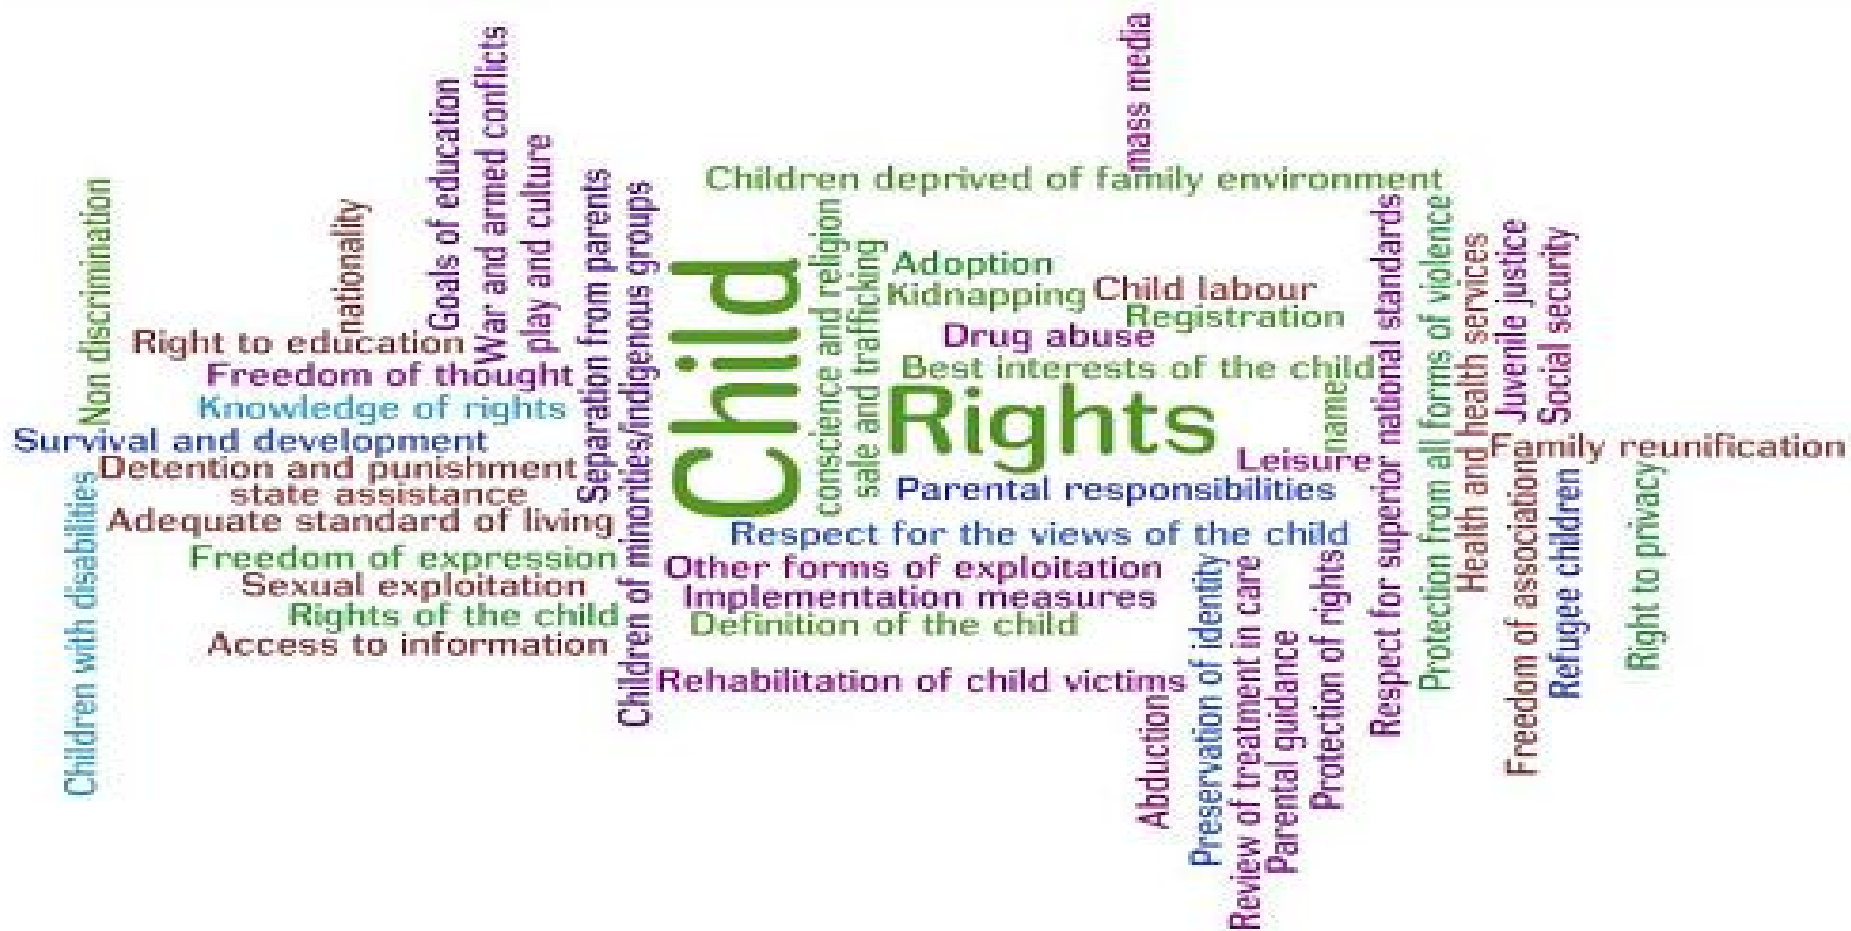 mass media
War and armed conflicts
Goals of education
play and culture
Children deprived of family environment
Non discrimination
nationality
Separation from parents
Children of minorities/indigenous groups
Child
conscience and religion
sale and trafficking
Adoption
Kidnapping
Child labour
Registration
Drug abuse
Best interests of the child
Rights
name
Leisure
Parental responsibilities
Respect for superior national standards
Protection from all forms of violence
Health and health services
Juvenile justice
Social security
Right to education
Freedom of thought
Knowledge of rights
Survival and development
Detention and punishment
state assistance
Adequate standard of living
Freedom of expression
Sexual exploitation
Rights of the child
Access to information
Children with disabilities
Respect for the views of the child
Other forms of exploitation
Implementation measures
Definition of the child
Rehabilitation of child victims
Abduction
Preservation of identity
Review of treatment in care
Parental guidance
Protection of rights
Family reunification
Freedom of association
Refugee children
Right to privacy